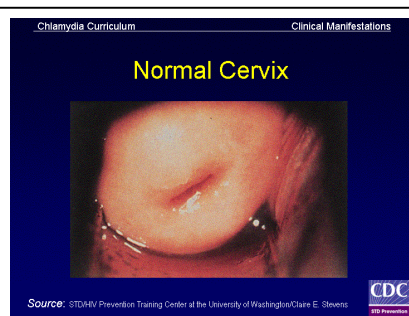 Chlamydia Curriculum Clinical Manifestations
Normal Cervix
Source: STD/HIV Prevention Training Center at the University of Washington/Claire E. Stevens
CDC
STD Prevention